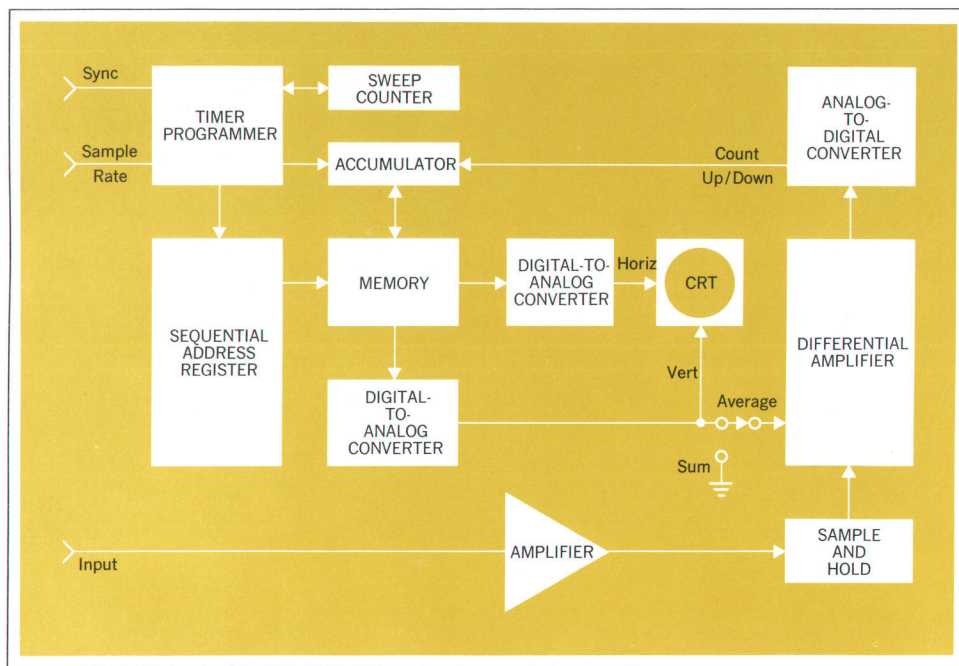 Sync
TIMER
PROGRAMMER
SWEEP
COUNTER
ANALOG-
TO-
DIGITAL
CONVERTER
Sample
Rate
ACCUMULATOR
Count
Up/Down
SEQUENTIAL
ADDRESS
REGISTER
MEMORY
DIGITAL-TO-
ANALOG
CONVERTER
Horiz
CRT
DIFFERENTIAL
AMPLIFIER
Vert
DIGITAL-
TO-
ANALOG
CONVERTER
Average
Sum
Input
AMPLIFIER
SAMPLE
AND
HOLD